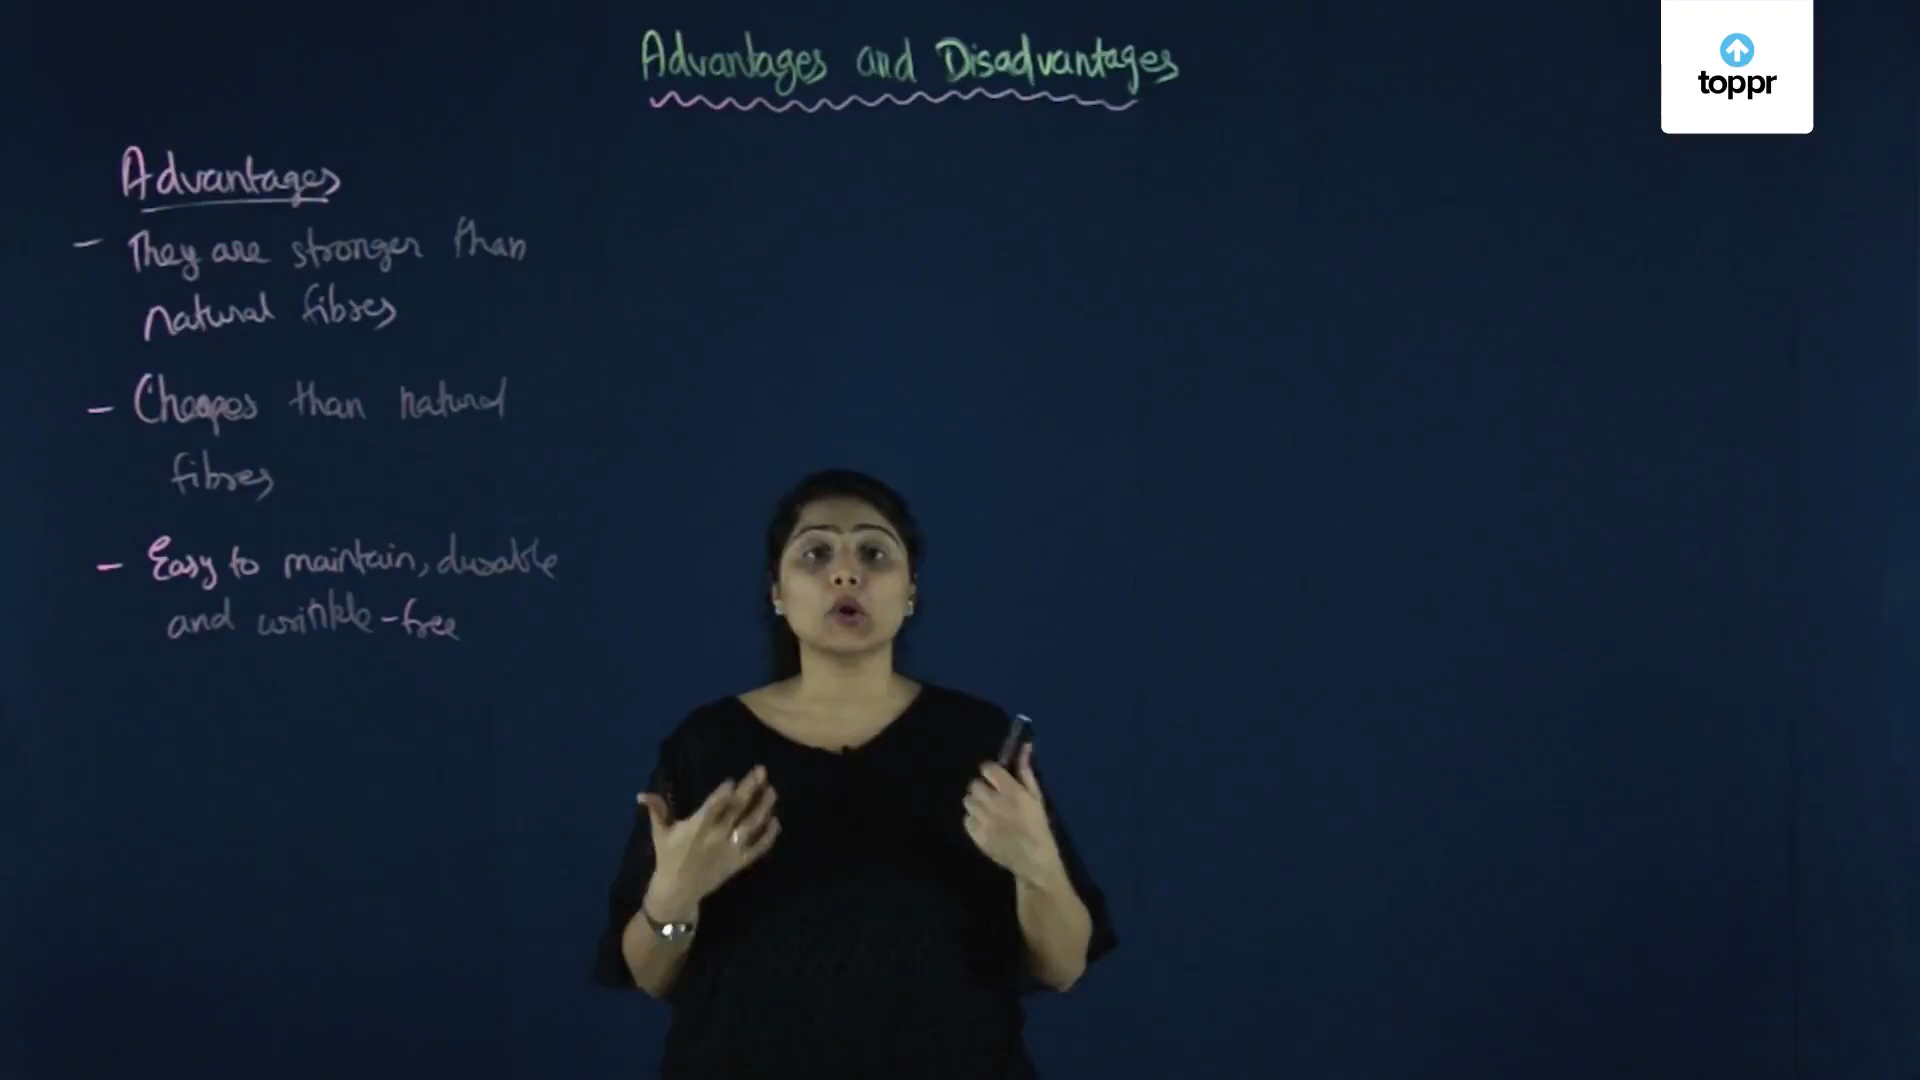 Advantages and Disadvantages
toppr
Advantages
- They are stronger than
natural fibres
- Cheaper than natural
fibres
- Easy to maintain, durable
and wrinkle-free